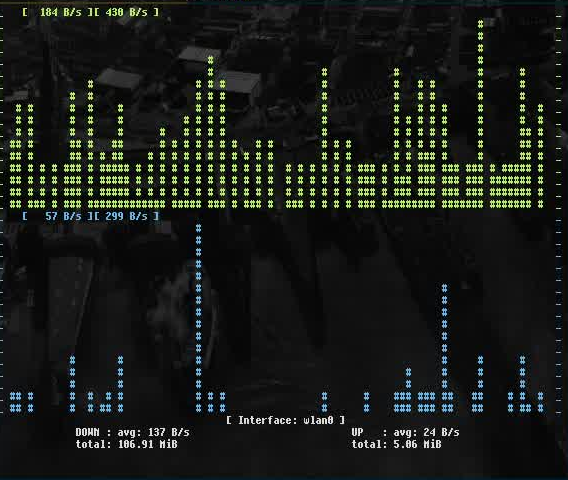 [  184 B/s ][ 430 B/s ]
[   57 B/s ][ 299 B/s ]
[ Interface: wlan0 ]
DOWN : avg: 137 B/s
total: 106.91 MiB
UP   : avg: 24 B/s
total: 5.06 MiB